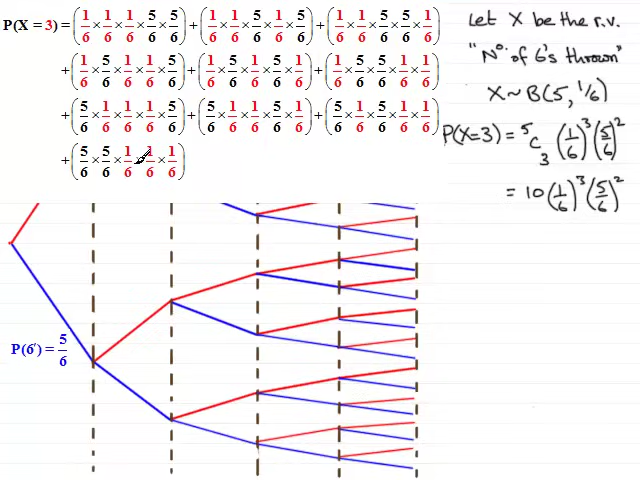 P(X = 3) = (1/6 × 1/6 × 1/6 × 5/6 × 5/6) + (1/6 × 1/6 × 5/6 × 1/6 × 5/6) + (1/6 × 1/6 × 5/6 × 5/6 × 1/6)
+ (1/6 × 5/6 × 1/6 × 1/6 × 5/6) + (1/6 × 5/6 × 1/6 × 5/6 × 1/6) + (1/6 × 5/6 × 5/6 × 1/6 × 1/6)
+ (5/6 × 1/6 × 1/6 × 1/6 × 5/6) + (5/6 × 1/6 × 1/6 × 5/6 × 1/6) + (5/6 × 1/6 × 5/6 × 1/6 × 1/6)
+ (5/6 × 5/6 × 1/6 × 1/6 × 1/6)
Let X be the r.v.
"Nº. of 6's thrown"
X ~ B(5, 1/6)
P(X=3) = ⁵C₃ (1/6)³ (5/6)²
= 10 (1/6)³ (5/6)²
P(6') = 5/6